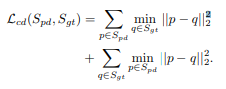 ℒ_cd(S_pd, S_gt) = ∑_{p∈S_pd} min_{q∈S_gt} ||p − q||_2^2
+ ∑_{q∈S_gt} min_{p∈S_pd} ||p − q||_2^2.